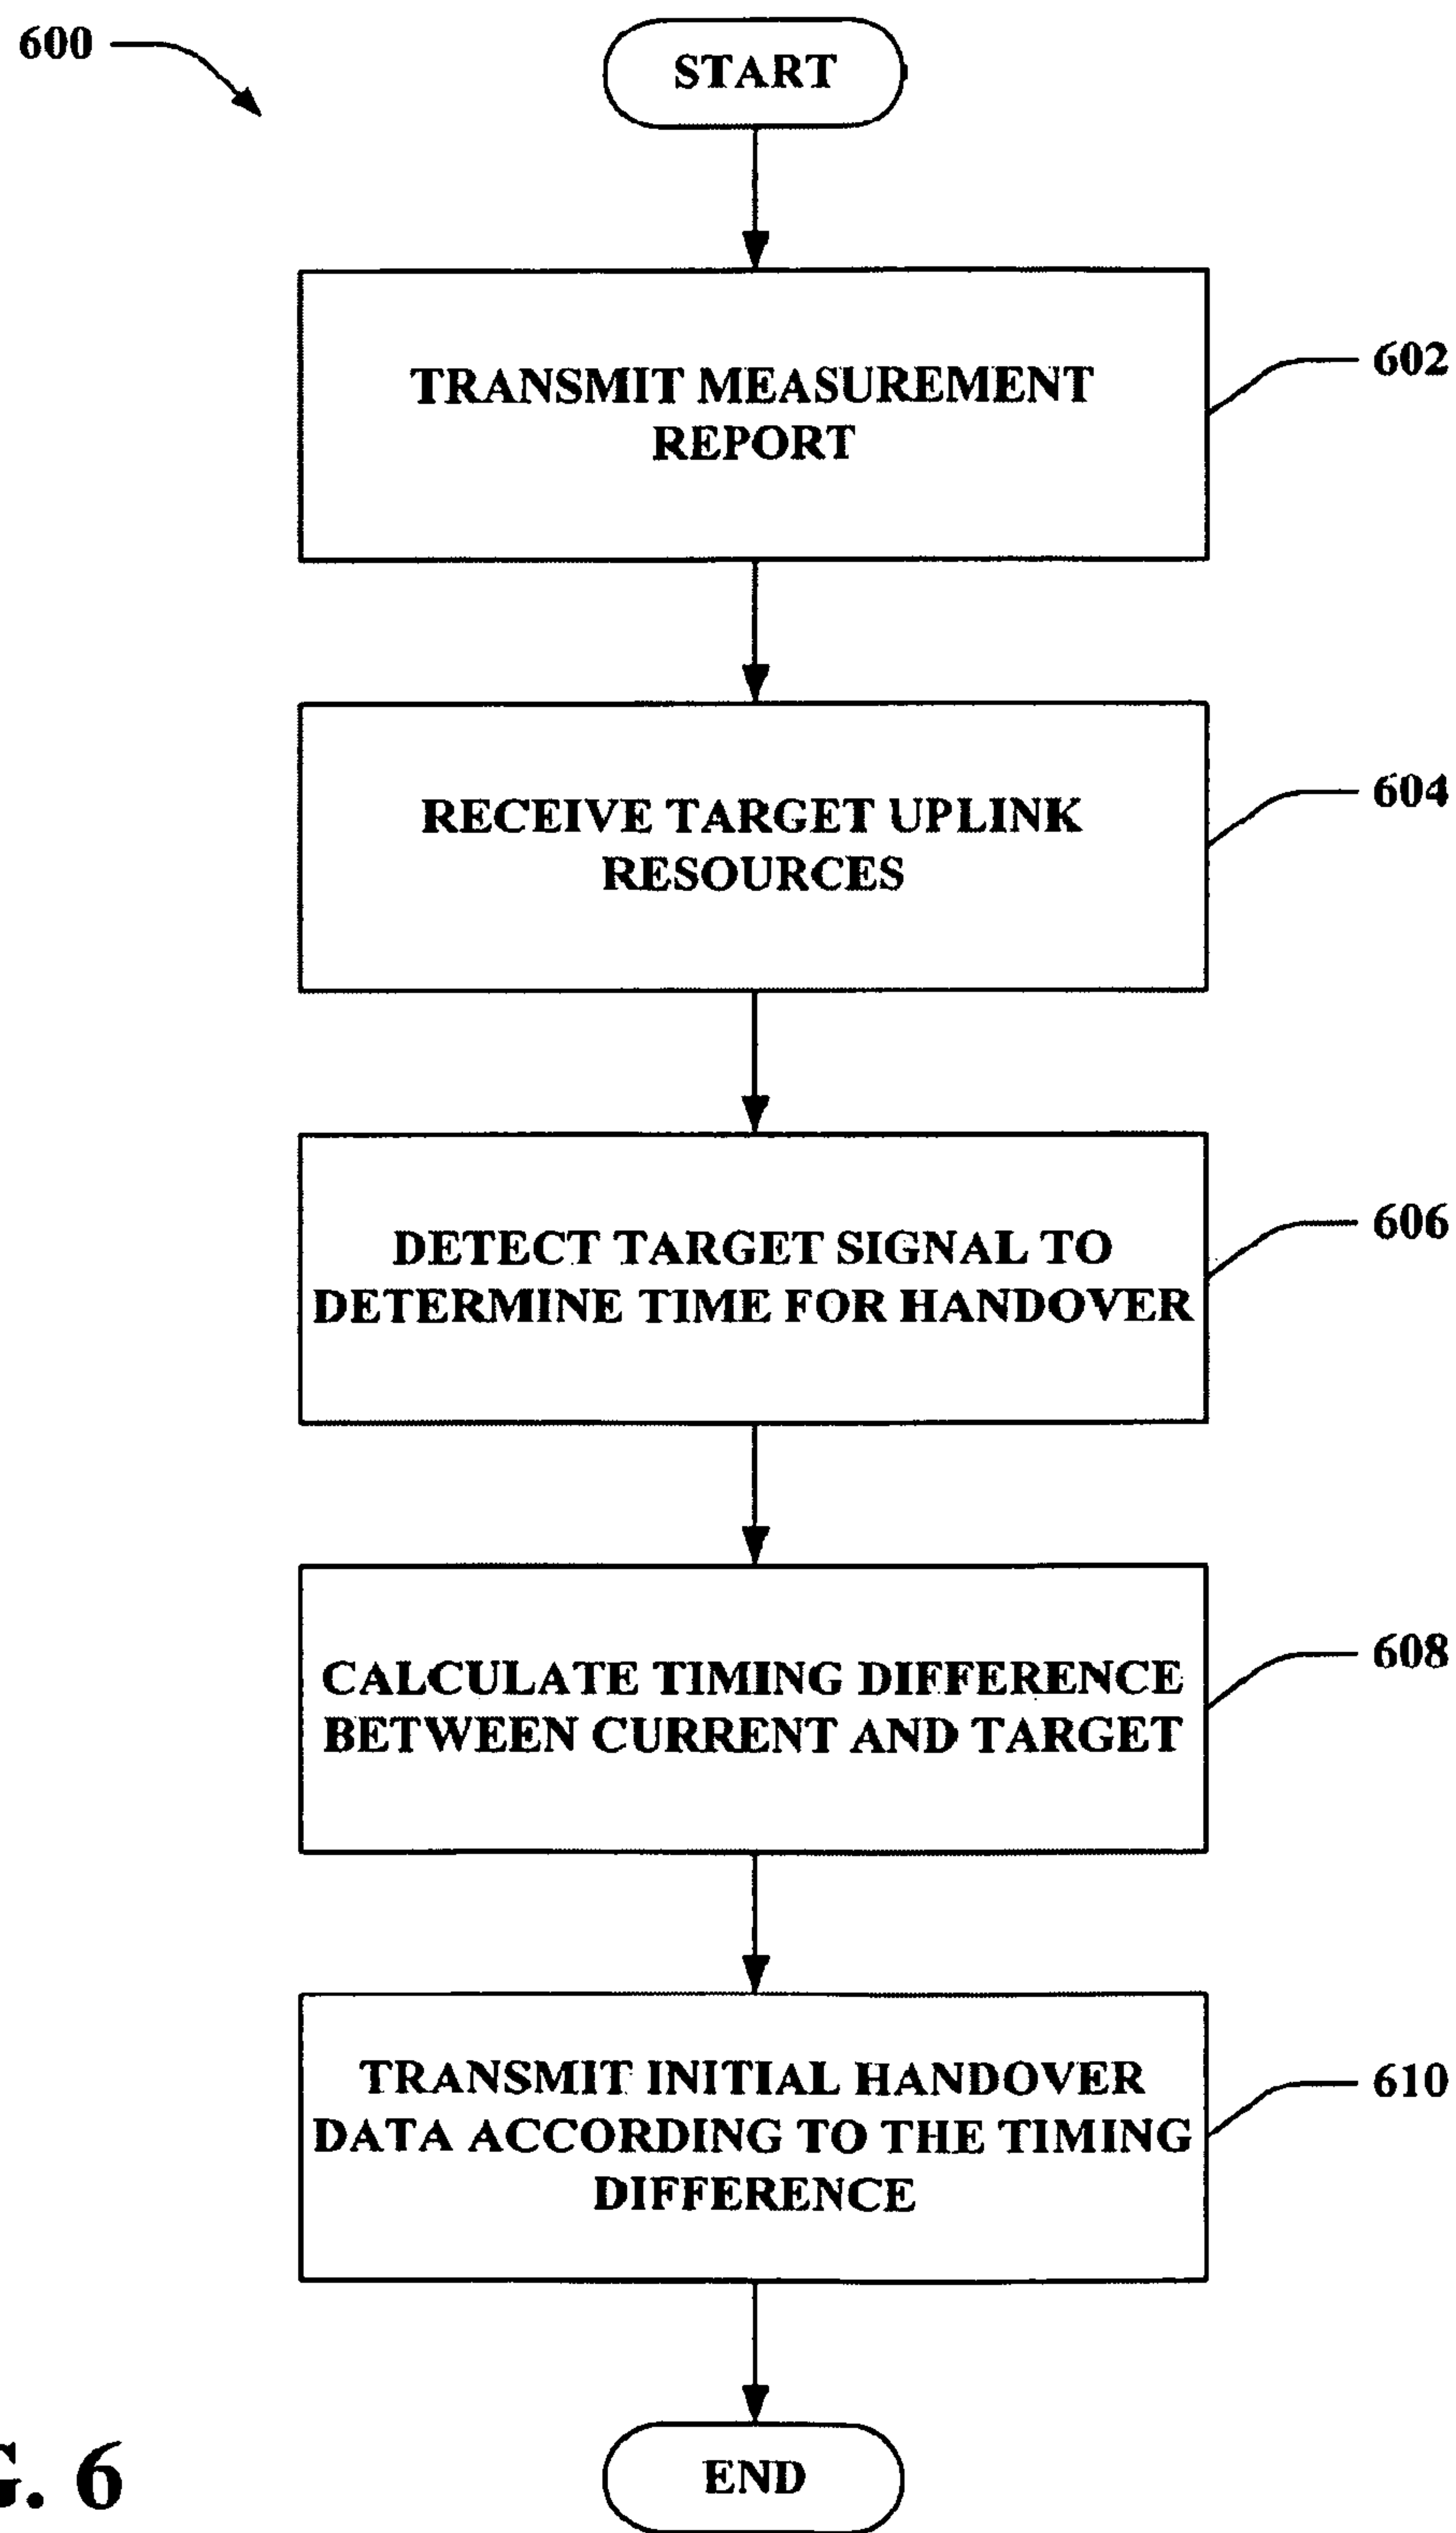 600
START
TRANSMIT MEASUREMENT
REPORT
602
RECEIVE TARGET UPLINK
RESOURCES
604
DETECT TARGET SIGNAL TO
DETERMINE TIME FOR HANDOVER
606
CALCULATE TIMING DIFFERENCE
BETWEEN CURRENT AND TARGET
608
TRANSMIT INITIAL HANDOVER
DATA ACCORDING TO THE TIMING
DIFFERENCE
610
END
G. 6